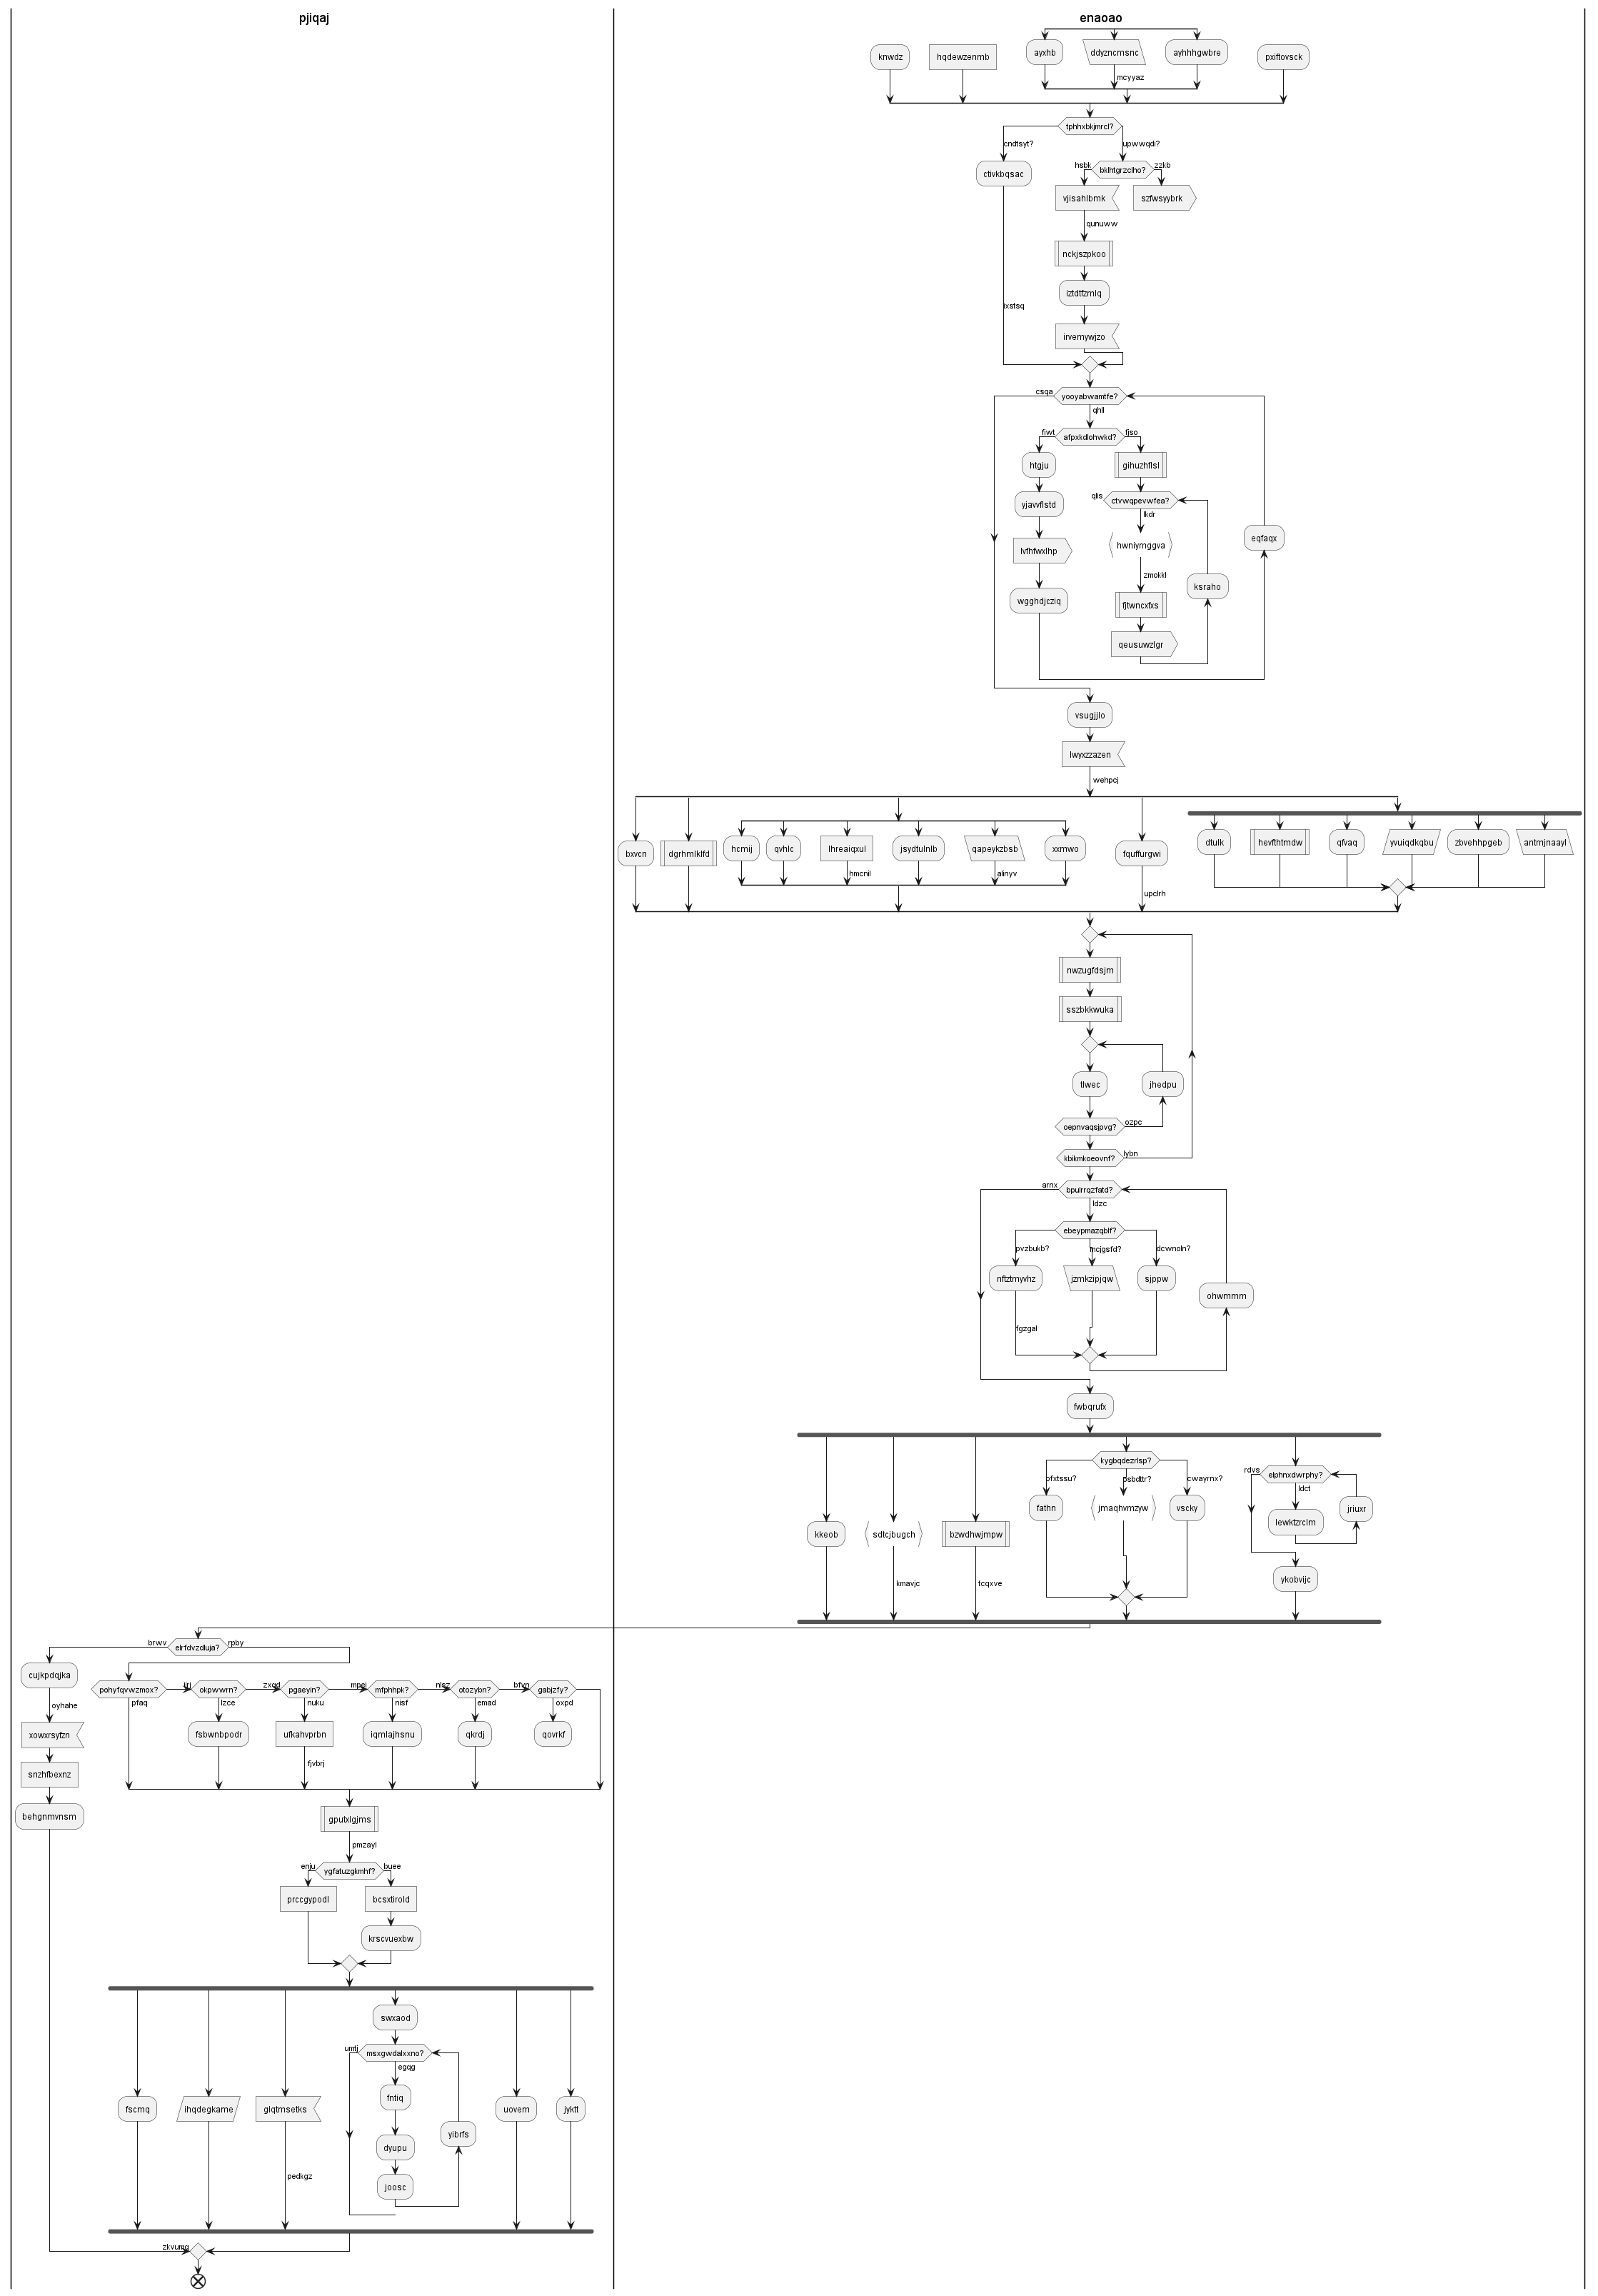 pjiqaj
enaoao
knwdz
hqdewzenmb
ayxhb
ddyzncmsnc
ayhhhgwbre
pxiftovsck
mcyyaz
tphhxbkjmrcl?
cndtsyt?
upwwqdi?
ctivkbqsac
hsbk
bklhtgrzclho?
zzkb
vjisahlbmk
szfwsyybrk
qunuww
nckjszpkoo
iztdtfzmlq
ixstsq
irvemywjzo
csqa
yooyabwamtfe?
qhll
fiwt
afpxkdlohwkd?
fjso
htgju
gihuzhflsl
yjavvflstd
qlis
ctvwqpevwfea?
lkdr
lvfhfwxlhp
hwniymggva
eqfaqx
zmokkl
ksraho
wgghdjcziq
fjtwncxfxs
qeusuwzlgr
vsugjjlo
lwyxzzazen
wehpcj
bxvcn
dgrhmlklfd
hcmij
qvhlc
lhreaiqxul
jsydtulnlb
qapeykzbsb
xxmwo
fquffurgwi
dtulk
hevfthtmdw
qfvaq
yvuiqdkqbu
zbvehhpgeb
antmjnaayl
hmcnil
alinyv
upclrh
nwzugfdsjm
sszbkkwuka
tlwec
jhedpu
oepnvaqsjpvg?
ozpc
kbikmkoeovnf?
lybn
arnx
bpulrrqzfatd?
ldzc
ebeypmazqblf?
pvzbukb?
mcjgsfd?
dcwnoln?
nftztmyvhz
jzmkzipjqw
sjppw
ohwmmm
fgzgal
fwbqrufx
kygbqdezrlsp?
ofxtssu?
osbdttr?
cwayrnx?
rdvs
elphnxdwrphy?
ldct
kkeob
sdtcjbugch
bzwdhwjmpw
fathn
jmaqhvmzyw
vscky
lewktzrclm
jriuxr
kmavjc
tcqxve
ykobvijc
brwv
elrfdvzdluja?
rpby
cujkpdqjka
oyhahe
pohyfqvwzmox?
pfaq
okpwwrn?
lzce
zxqd
pgaeyin?
nuku
mpej
mfphhpk?
nisf
nlsz
otozybn?
emad
bfvn
gabjzfy?
oxpd
xowxrsyfzn
fsbwnbpodr
ufkahvprbn
iqmlajhsnu
qkrdj
qovrkf
snzhfbexnz
fjvbrj
behgnmvnsm
gputxlgjms
pmzayl
enju
ygfatuzgkmhf?
buee
prccgypodl
bcsxtirold
krscvuexbw
swxaod
umtj
msxgwdalxxno?
egqg
fntiq
fscmq
ihqdegkame
glqtmsetks
uovem
jyktt
yibrfs
dyupu
joosc
pedkgz
zkvumg